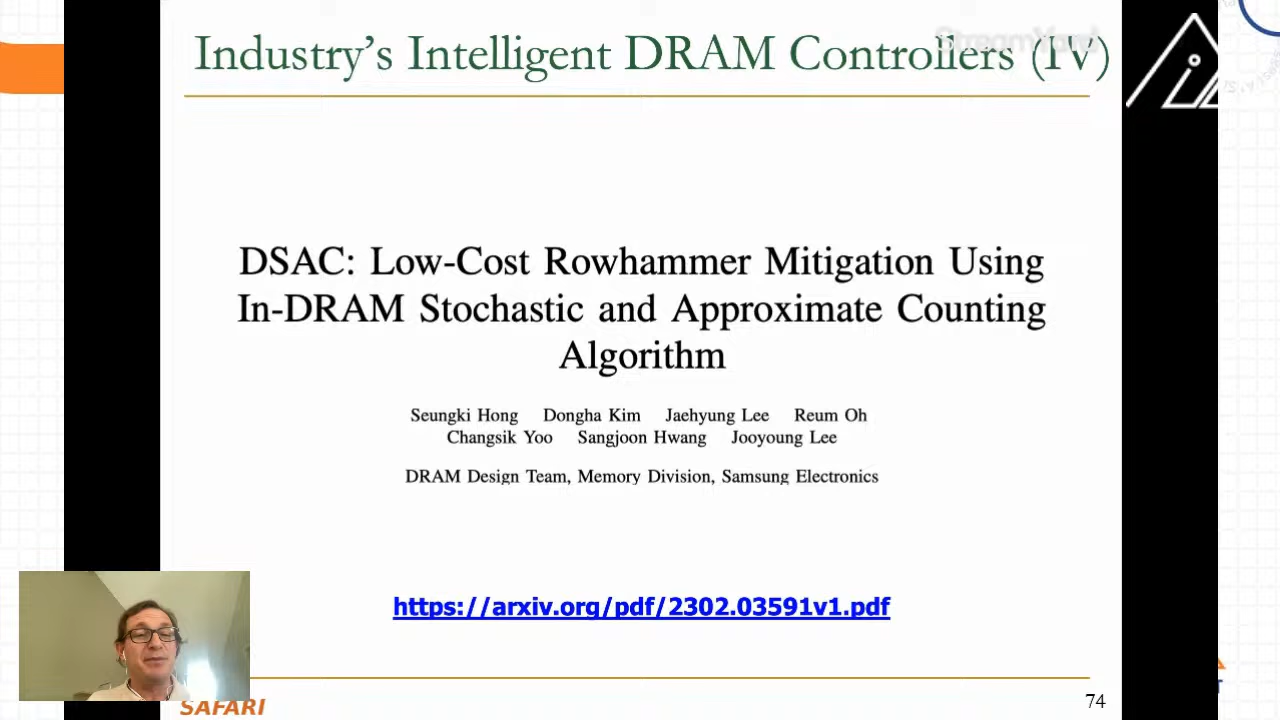 Industry's Intelligent DRAM Controllers (IV)
StreamYard
DSAC: Low-Cost Rowhammer Mitigation Using
In-DRAM Stochastic and Approximate Counting
Algorithm
Seungki Hong Dongha Kim Jaehyung Lee Reum Oh
Changsik Yoo Sangjoon Hwang Jooyoung Lee
DRAM Design Team, Memory Division, Samsung Electronics
https://arxiv.org/pdf/2302.03591v1.pdf
SAFARI
74